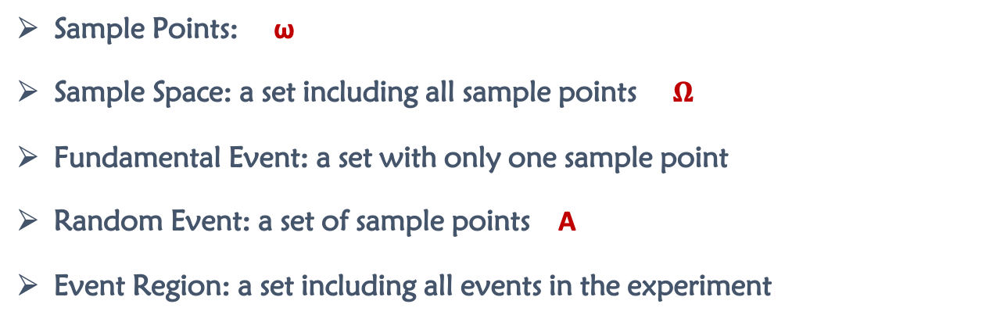 ➢ Sample Points: ω
➢ Sample Space: a set including all sample points Ω
➢ Fundamental Event: a set with only one sample point
➢ Random Event: a set of sample points A
➢ Event Region: a set including all events in the experiment